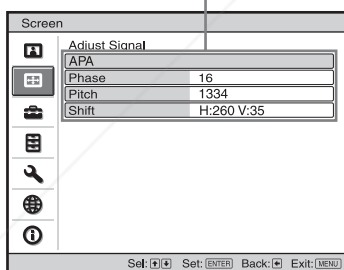 Screen
Adjust Signal
APA
Phase 16
Pitch 1334
Shift H:260 V:35
Sel: Set: ENTER Back: Exit: MENU